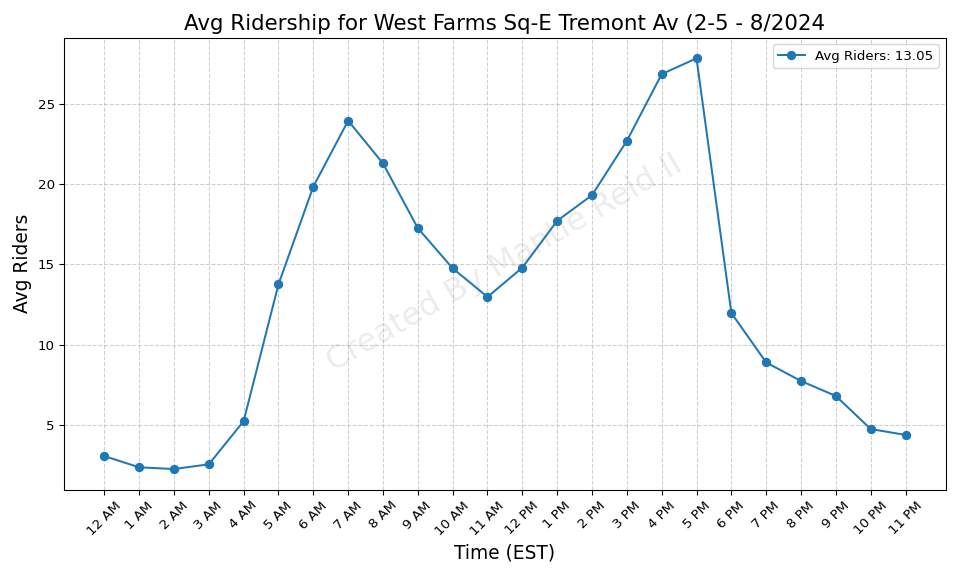 Avg Ridership for West Farms Sq-E Tremont Av (2-5 - 8/2024
Avg Riders: 13.05
Avg Riders
25
20
15
10
5
Created By Mantie Reid II
12 AM
1 AM
2 AM
3 AM
4 AM
5 AM
6 AM
7 AM
8 AM
9 AM
10 AM
11 AM
12 PM
1 PM
2 PM
3 PM
4 PM
5 PM
6 PM
7 PM
8 PM
9 PM
10 PM
11 PM
Time (EST)